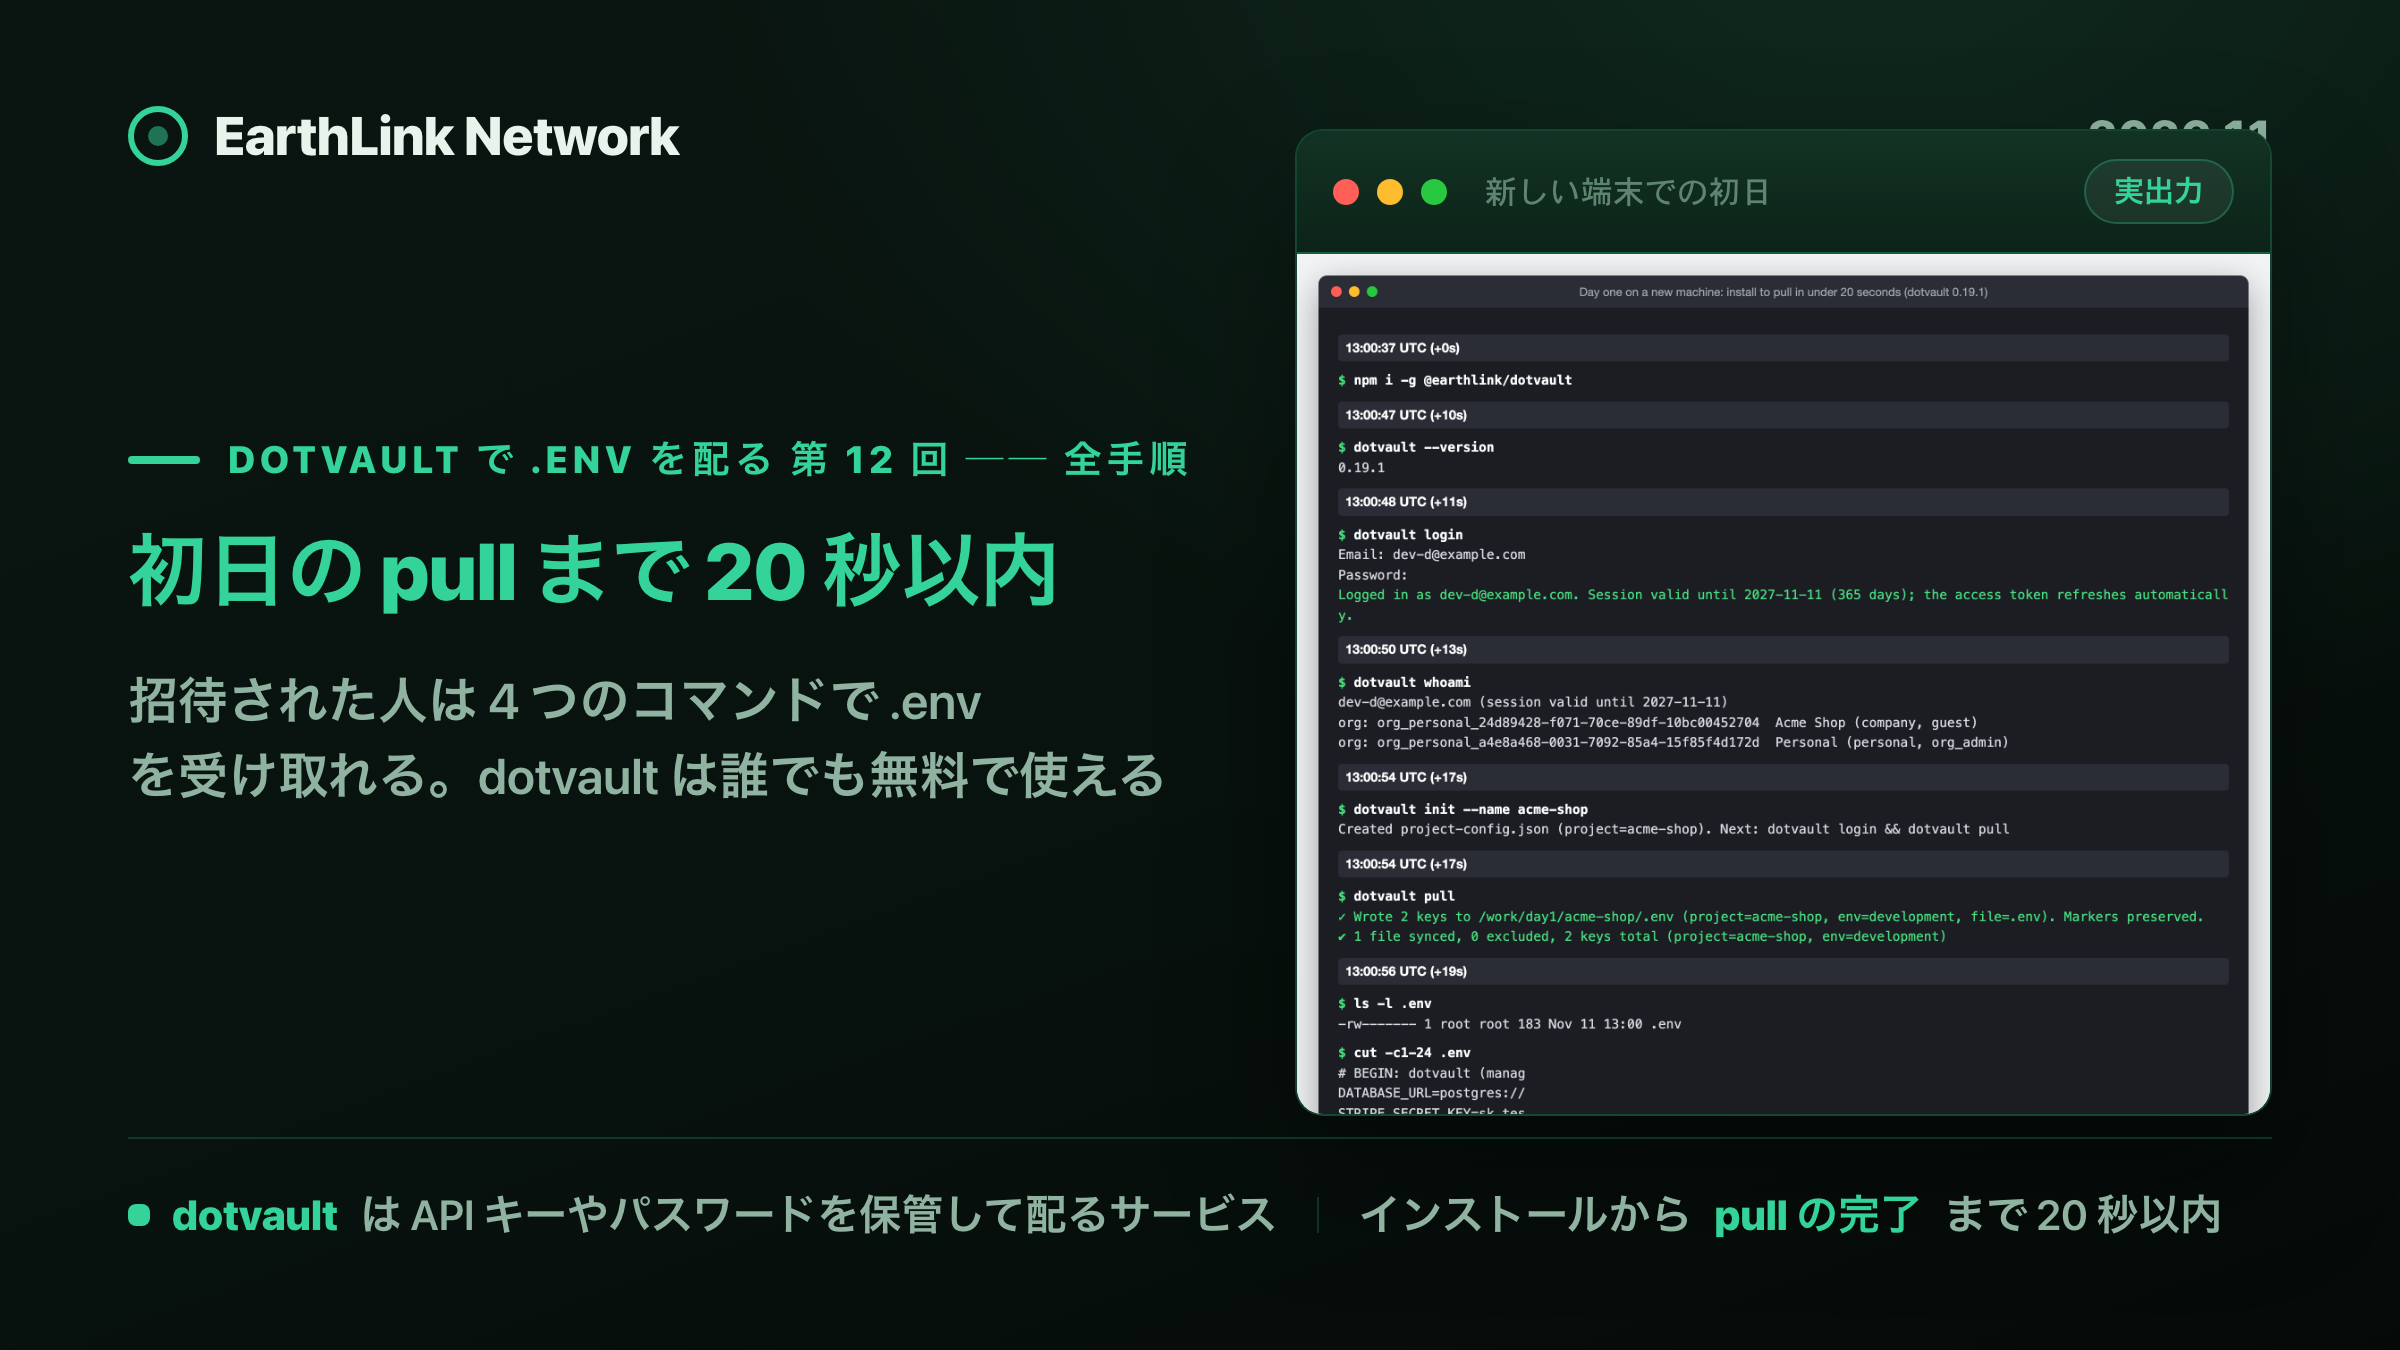 EarthLink Network
DOTVAULT で .ENV を配る 第 12 回 ―― 全手順
初日の pull まで 20 秒以内
招待された人は 4 つのコマンドで .env
を受け取れる。dotvault は誰でも無料で使える
新しい端末での初日
実出力
Day one on a new machine: install to pull in under 20 seconds (dotvault 0.19.1)
13:00:37 UTC (+0s)
$ npm i -g @earthlink/dotvault
13:00:47 UTC (+10s)
$ dotvault --version
0.19.1
13:00:48 UTC (+11s)
$ dotvault login
Email: dev-d@example.com
Password:
Logged in as dev-d@example.com. Session valid until 2027-11-11 (365 days); the access token refreshes automaticall
y.
13:00:50 UTC (+13s)
$ dotvault whoami
dev-d@example.com (session valid until 2027-11-11)
org: org_personal_24d89428-f071-70ce-89df-10bc00452704  Acme Shop (company, guest)
org: org_personal_a4e8a468-0031-7092-85a4-15f85f4d172d  Personal (personal, org_admin)
13:00:54 UTC (+17s)
$ dotvault init --name acme-shop
Created project-config.json (project=acme-shop). Next: dotvault login && dotvault pull
13:00:54 UTC (+17s)
$ dotvault pull
✓ Wrote 2 keys to /work/day1/acme-shop/.env (project=acme-shop, env=development, file=.env). Markers preserved.
✓ 1 file synced, 0 excluded, 2 keys total (project=acme-shop, env=development)
13:00:56 UTC (+19s)
$ ls -l .env
-rw------- 1 root root 183 Nov 11 13:00 .env
$ cut -c1-24 .env
# BEGIN: dotvault (manag
DATABASE_URL=postgres://
STRIPE_SECRET_KEY=sk_tes
dotvault は API キーやパスワードを保管して配るサービス
インストールから pull の完了 まで 20 秒以内